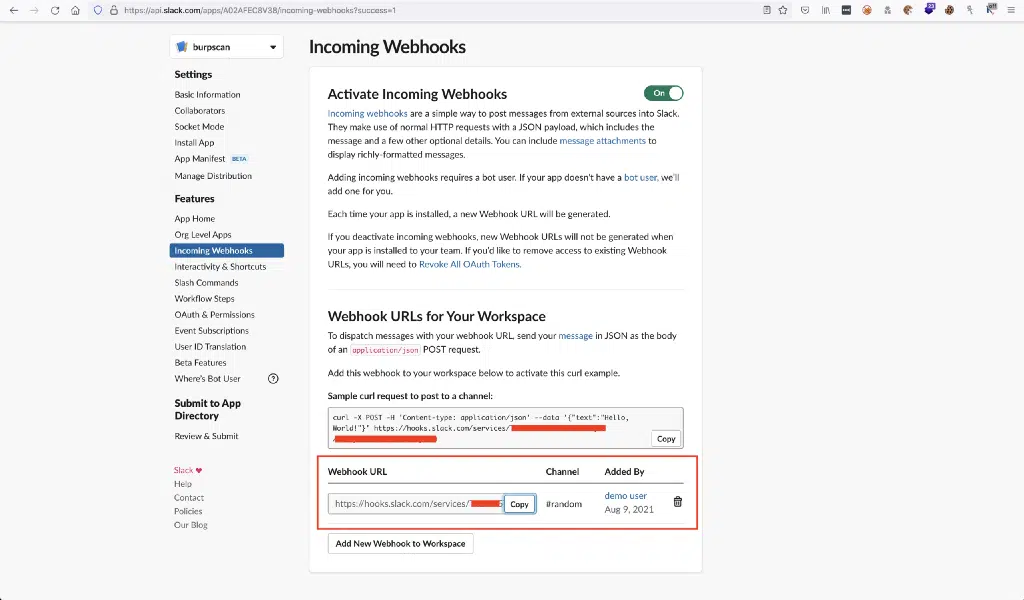 https://api.slack.com/apps/A02AFEC8V38/incoming-webhooks?success=1
burpscan
Settings
Basic Information
Collaborators
Socket Mode
Install App
App Manifest BETA
Manage Distribution
Features
App Home
Org Level Apps
Incoming Webhooks
Interactivity & Shortcuts
Slash Commands
Workflow Steps
OAuth & Permissions
Event Subscriptions
User ID Translation
Beta Features
Where's Bot User
Submit to App
Directory
Review & Submit
Slack ♥
Help
Contact
Policies
Our Blog
Incoming Webhooks
Activate Incoming Webhooks
On
Incoming webhooks are a simple way to post messages from external sources into Slack.
They make use of normal HTTP requests with a JSON payload, which includes the
message and a few other optional details. You can include message attachments to
display richly-formatted messages.
Adding incoming webhooks requires a bot user. If your app doesn't have a bot user, we'll
add one for you.
Each time your app is installed, a new Webhook URL will be generated.
If you deactivate incoming webhooks, new Webhook URLs will not be generated when
your app is installed to your team. If you'd like to remove access to existing Webhook
URLs, you will need to Revoke All OAuth Tokens.
Webhook URLs for Your Workspace
To dispatch messages with your webhook URL, send your message in JSON as the body
of an application/json POST request.
Add this webhook to your workspace below to activate this curl example.
Sample curl request to post to a channel:
curl -X POST -H 'Content-type: application/json' --data '{"text":"Hello,
World!"}' https://hooks.slack.com/services/
Copy
Webhook URL Channel Added By
https://hooks.slack.com/services/ Copy #random demo user
Aug 9, 2021
Add New Webhook to Workspace